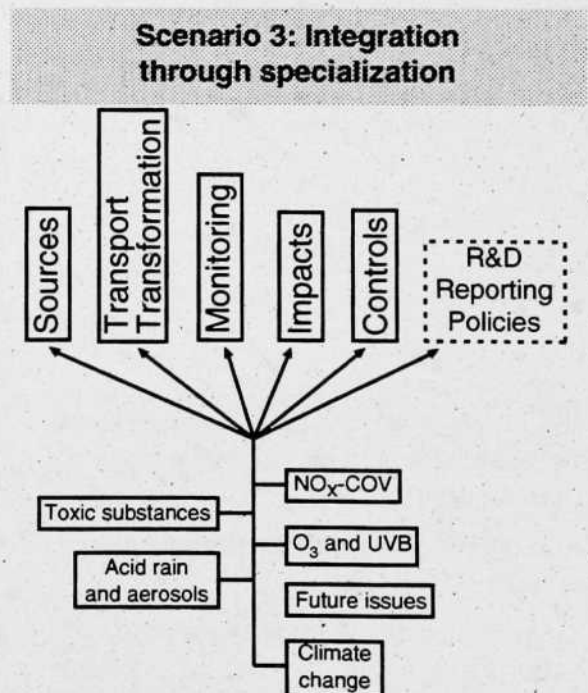 Scenario 3: Integration
through specialization
Sources
Transport
Transformation
Monitoring
Impacts
Controls
R&D
Reporting
Policies
NOx-COV
Toxic substances
O3 and UVB
Acid rain
and aerosols
Future issues
Climate
change